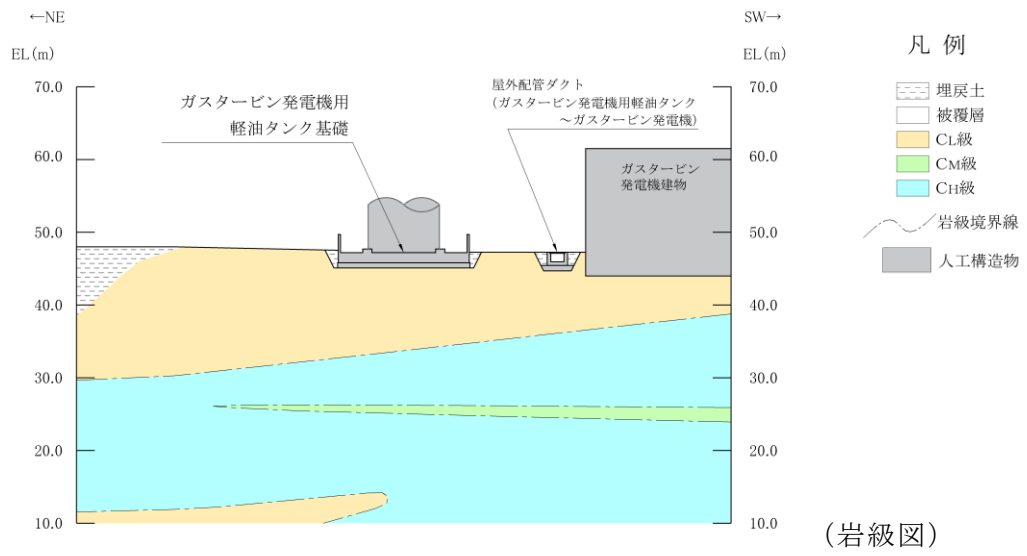 ←NE
SW→
EL(m)
EL(m)
凡 例
70.0
60.0
50.0
40.0
30.0
20.0
10.0
ガスタービン発電機用
軽油タンク基礎
屋外配管ダクト
(ガスタービン発電機用軽油タンク
～ガスタービン発電機)
ガスタービン
発電機建物
70.0
60.0
50.0
40.0
30.0
20.0
10.0
埋戻土
被覆層
CL級
CM級
CH級
岩級境界線
人工構造物
(岩級図)